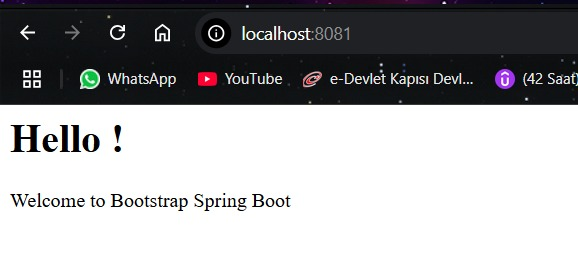 localhost:8081
WhatsApp YouTube e-Devlet Kapısı Devl... (42 Saat)
Hello !
Welcome to Bootstrap Spring Boot